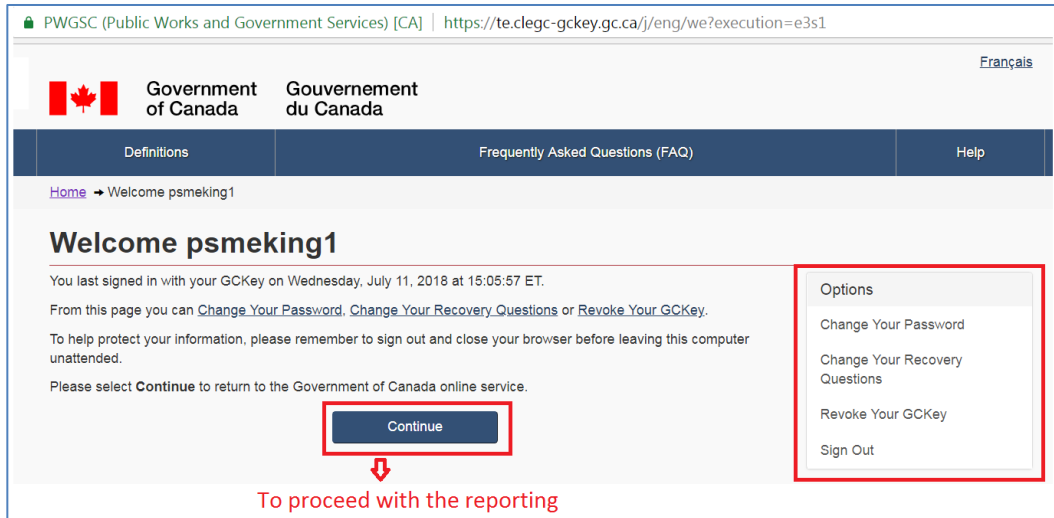 PWGSC (Public Works and Government Services) [CA] | https://te.clegc-gckey.gc.ca/j/eng/we?execution=e3s1
Français
Government of Canada
Gouvernement du Canada
Definitions
Frequently Asked Questions (FAQ)
Help
Home → Welcome psmeking1
Welcome psmeking1
You last signed in with your GCKey on Wednesday, July 11, 2018 at 15:05:57 ET.
From this page you can Change Your Password, Change Your Recovery Questions or Revoke Your GCKey.
To help protect your information, please remember to sign out and close your browser before leaving this computer
unattended.
Please select Continue to return to the Government of Canada online service.
Continue
To proceed with the reporting
Options
Change Your Password
Change Your Recovery
Questions
Revoke Your GCKey
Sign Out